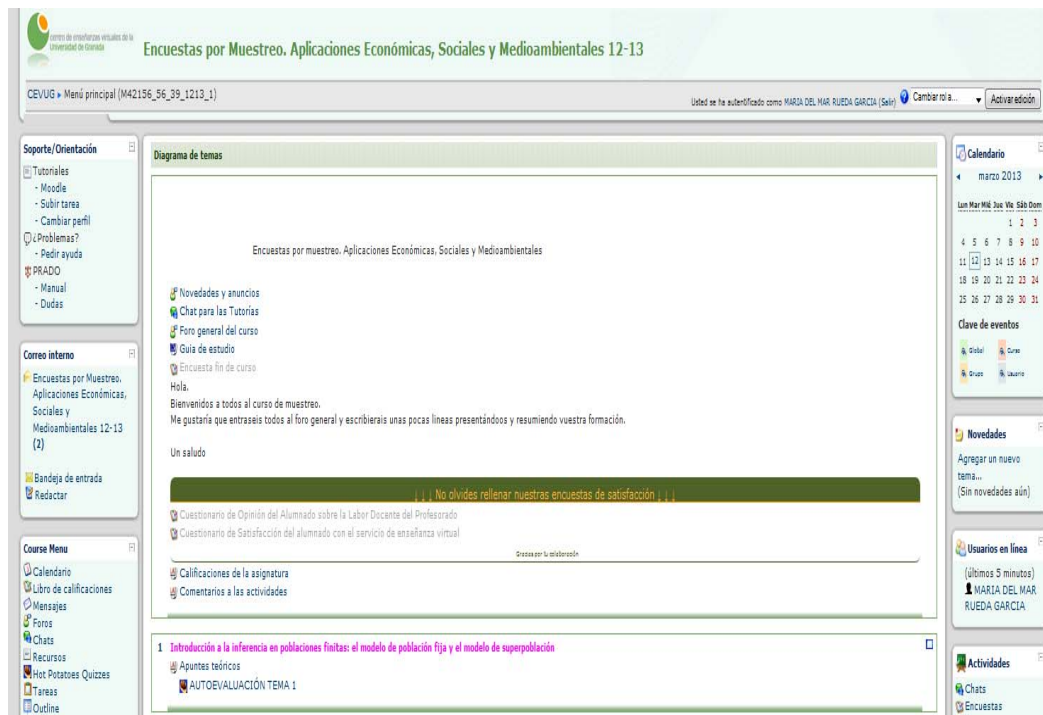 centro de enseñanzas virtuales de la
Universidad de Granada
Encuestas por Muestreo. Aplicaciones Económicas, Sociales y Medioambientales 12-13
CEVUG ► Menú principal (M42156_56_39_1213_1)
Usted se ha autentificado como MARIA DEL MAR RUEDA GARCIA (Salir)
Cambiar rol a...
Activar edición
Soporte/Orientación
Tutoriales
- Moodle
- Subir tarea
- Cambiar perfil
¿Problemas?
- Pedir ayuda
PRADO
- Manual
- Dudas
Correo interno
Encuestas por Muestreo.
Aplicaciones Económicas,
Sociales y
Medioambientales 12-13
(2)
Bandeja de entrada
Redactar
Course Menu
Calendario
Libro de calificaciones
Mensajes
Foros
Chats
Recursos
Hot Potatoes Quizzes
Tareas
Outline
Diagrama de temas
Encuestas por muestreo. Aplicaciones Económicas, Sociales y Medioambientales
Novedades y anuncios
Chat para las Tutorías
Foro general del curso
Guia de estudio
Encuesta fin de curso
Hola.
Bienvenidos a todos al curso de muestreo.
Me gustaría que entraseis todos al foro general y escribierais unas pocas lineas presentándoos y resumiendo vuestra formación.
Un saludo
↓ ↓ ↓ No olvides rellenar nuestras encuestas de satisfacción ↓ ↓ ↓
Cuestionario de Opinión del Alumnado sobre la Labor Docente del Profesorado
Cuestionario de Satisfacción del alumnado con el servicio de enseñanza virtual
Gracias por tu colaboración
Calificaciones de la asignatura
Comentarios a las actividades
1 Introducción a la inferencia en poblaciones finitas: el modelo de población fija y el modelo de superpoblación
Apuntes teóricos
AUTOEVALUACIÓN TEMA 1
Calendario
◄ marzo 2013 ►
Lun Mar Mié Jue Vie Sáb Dom
1 2 3
4 5 6 7 8 9 10
11 12 13 14 15 16 17
18 19 20 21 22 23 24
25 26 27 28 29 30 31
Clave de eventos
Global Curso
Grupo Usuario
Novedades
Agregar un nuevo
tema...
(Sin novedades aún)
Usuarios en línea
(últimos 5 minutos)
MARIA DEL MAR
RUEDA GARCIA
Actividades
Chats
Encuestas